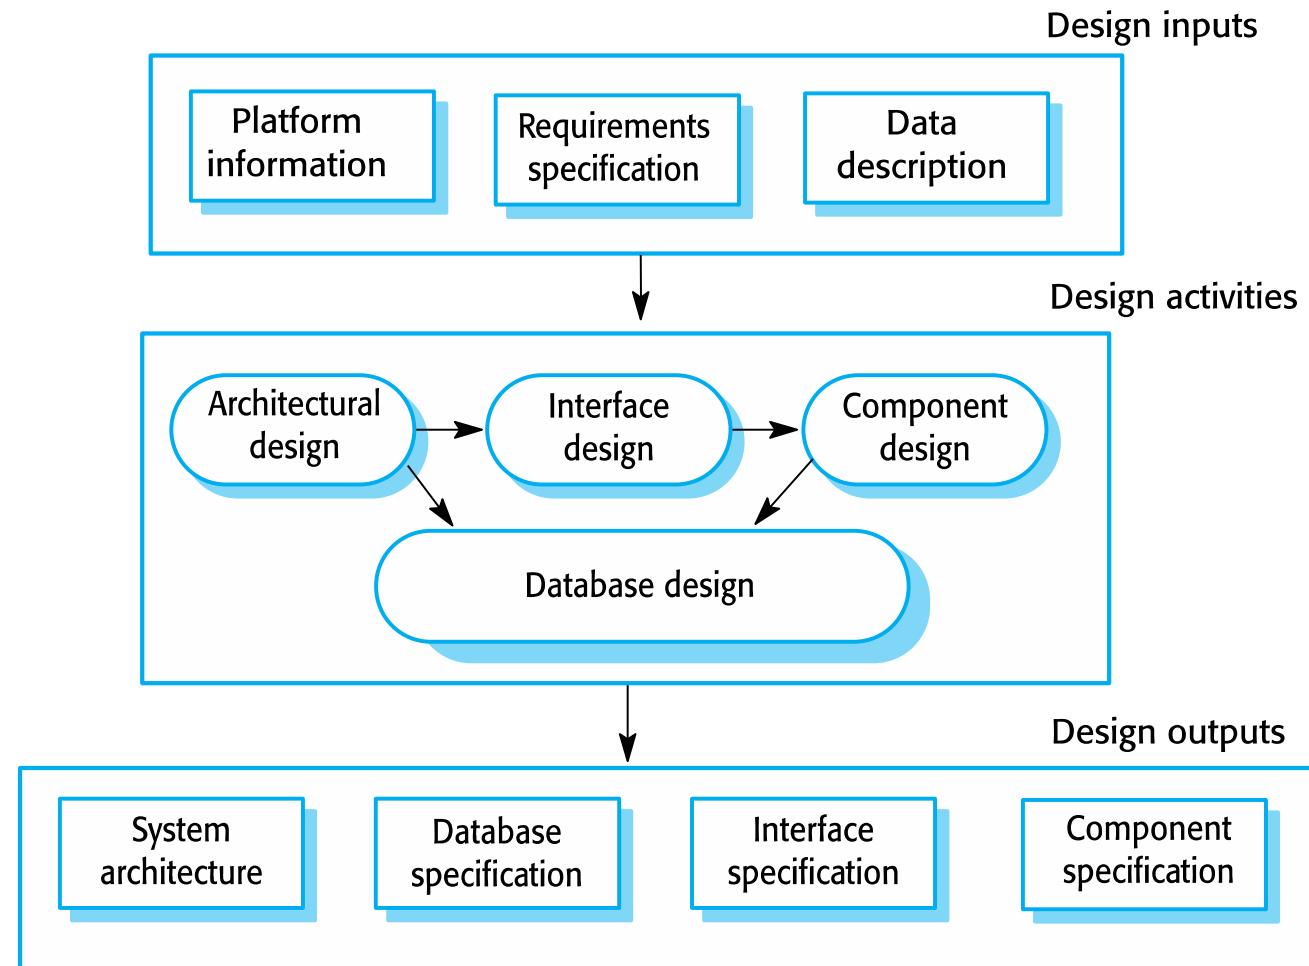 Design inputs
Platform
information
Requirements
specification
Data
description
Design activities
Architectural
design
Interface
design
Component
design
Database design
Design outputs
System
architecture
Database
specification
Interface
specification
Component
specification